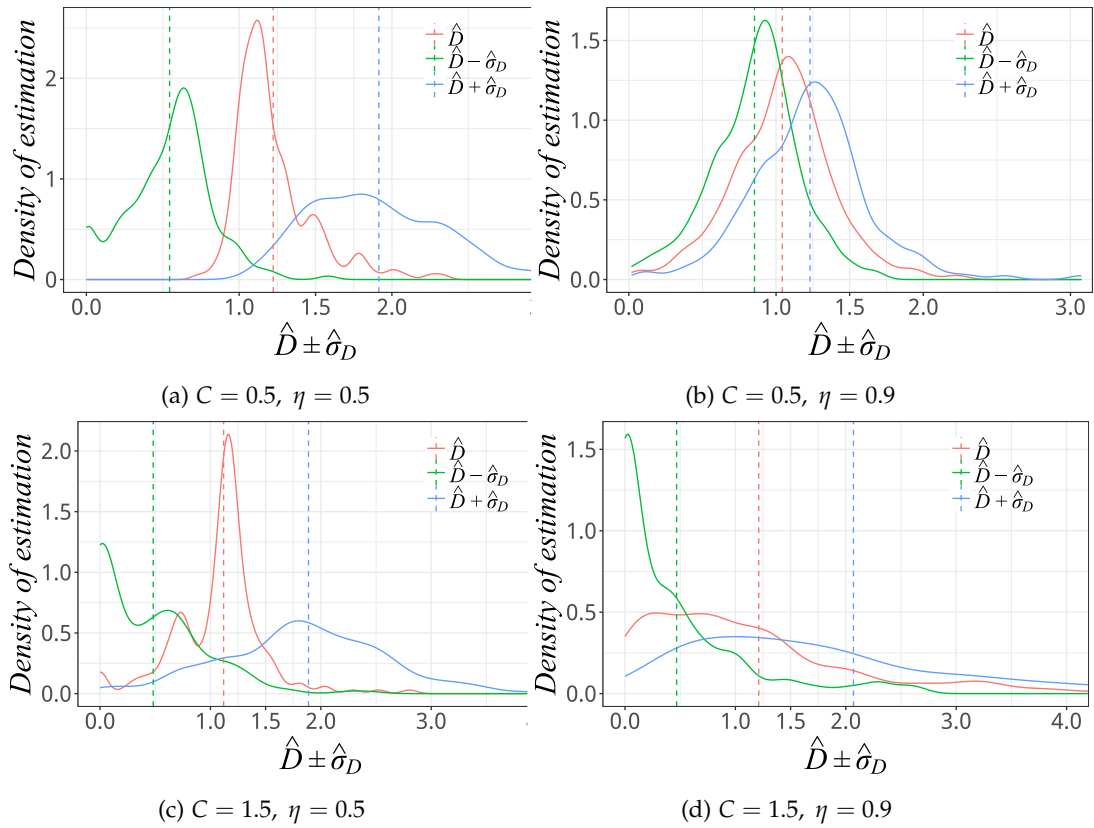 Density of estimation
2
1
0
0.0 1.0 1.5 2.0
D̂ ± σ̂_D
D̂
D̂ − σ̂_D
D̂ + σ̂_D
(a) C = 0.5, η = 0.5
Density of estimation
1.5
1.0
0.5
0.0
0.0 1.0 1.5 2.0 3.0
D̂ ± σ̂_D
D̂
D̂ − σ̂_D
D̂ + σ̂_D
(b) C = 0.5, η = 0.9
Density of estimation
2.0
1.5
1.0
0.5
0.0
0.0 1.0 1.5 2.0 3.0
D̂ ± σ̂_D
D̂
D̂ − σ̂_D
D̂ + σ̂_D
(c) C = 1.5, η = 0.5
Density of estimation
1.5
1.0
0.5
0.0
0.0 1.0 1.5 2.0 3.0 4.0
D̂ ± σ̂_D
D̂
D̂ − σ̂_D
D̂ + σ̂_D
(d) C = 1.5, η = 0.9